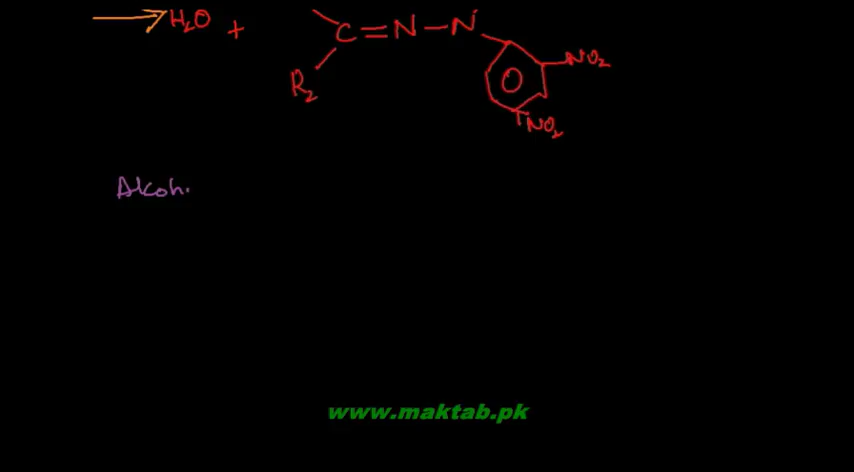 → H₂O + C=N–N
R₂
NO₂
NO₂
Alcoh.
www.maktab.pk